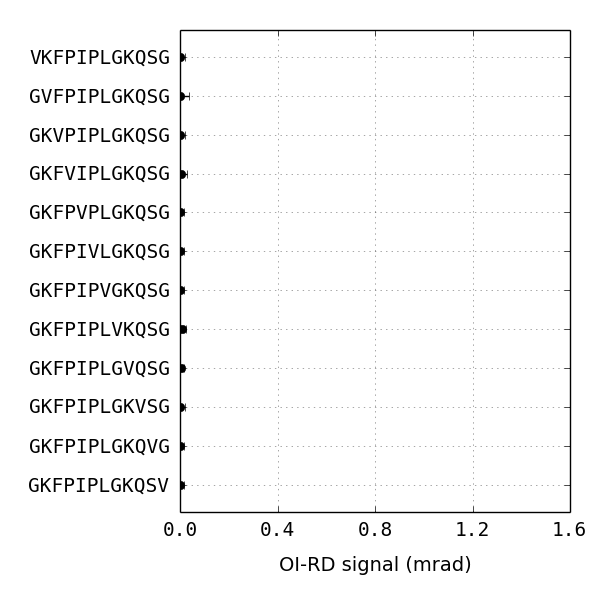 VKFPIPLGKQSG
GVFPIPLGKQSG
GKVPIPLGKQSG
GKFVIPLGKQSG
GKFPVPLGKQSG
GKFPIVLGKQSG
GKFPIPVGKQSG
GKFPIPLVKQSG
GKFPIPLGVQSG
GKFPIPLGKVSG
GKFPIPLGKQVG
GKFPIPLGKQSV
0.0 0.4 0.8 1.2 1.6
OI-RD signal (mrad)